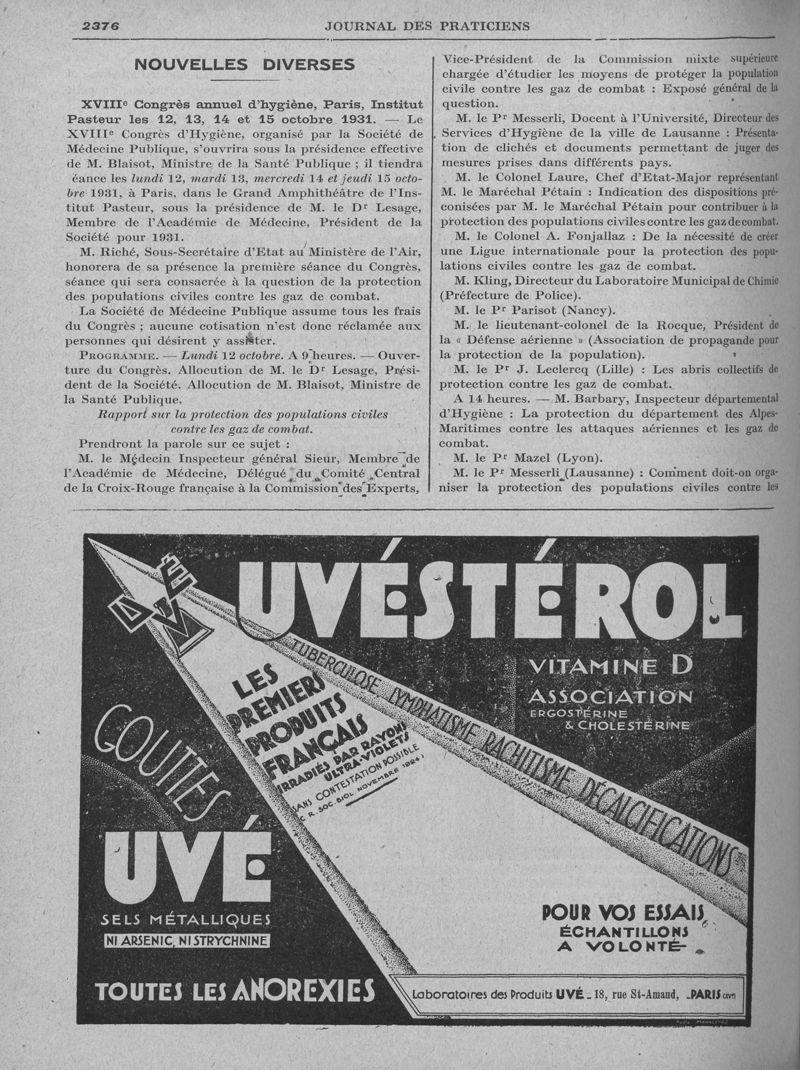 2376
JOURNAL DES PRATICIENS
NOUVELLES DIVERSES
XVIIIe Congrès annuel d'hygiène, Paris, Institut
Pasteur les 12, 13, 14 et 15 octobre 1931. — Le
XVIIIe Congrès d'Hygiène, organisé par la Société de
Médecine Publique, s'ouvrira sous la présidence effective
de M. Blaisot, Ministre de la Santé Publique ; il tiendra
éance les lundi 12, mardi 13, mercredi 14 et jeudi 15 octo-
bre 1931, à Paris, dans le Grand Amphithéâtre de l'Ins-
titut Pasteur, sous la présidence de M. le Dr Lesage,
Membre de l'Académie de Médecine, Président de la
Société pour 1931.
M. Riché, Sous-Secrétaire d'Etat au Ministère de l'Air,
honorera de sa présence la première séance du Congrès,
séance qui sera consacrée à la question de la protection
des populations civiles contre les gaz de combat.
La Société de Médecine Publique assume tous les frais
du Congrès ; aucune cotisation n'est donc réclamée aux
personnes qui désirent y assister.
PROGRAMME. — Lundi 12 octobre. A 9 heures. — Ouver-
ture du Congrès. Allocution de M. le Dr Lesage, Prési-
dent de la Société. Allocution de M. Blaisot, Ministre de
la Santé Publique.
Rapport sur la protection des populations civiles
contre les gaz de combat.
Prendront la parole sur ce sujet :
M. le Médecin Inspecteur général Sieur, Membre de
l'Académie de Médecine, Délégué du Comité Central
de la Croix-Rouge française à la Commission des Experts,
Vice-Président de la Commission mixte supérieure
chargée d'étudier les moyens de protéger la population
civile contre les gaz de combat : Exposé général de la
question.
M. le Pr Messerli, Docent à l'Université, Directeur des
Services d'Hygiène de la ville de Lausanne : Présenta-
tion de clichés et documents permettant de juger des
mesures prises dans différents pays.
M. le Colonel Laure, Chef d'Etat-Major représentant
M. le Maréchal Pétain : Indication des dispositions pré-
conisées par M. le Maréchal Pétain pour contribuer à la
protection des populations civiles contre les gaz de combat.
M. le Colonel A. Fonjallaz : De la nécessité de créer
une Ligue internationale pour la protection des popu-
lations civiles contre les gaz de combat.
M. Kling, Directeur du Laboratoire Municipal de Chimie
(Préfecture de Police).
M. le Pr Parisot (Nancy).
M. le lieutenant-colonel de la Rocque, Président de
la « Défense aérienne » (Association de propagande pour
la protection de la population).
M. le Pr J. Leclercq (Lille) : Les abris collectifs de
protection contre les gaz de combat.
A 14 heures. — M. Barbary, Inspecteur départemental
d'Hygiène : La protection du département des Alpes-
Maritimes contre les attaques aériennes et les gaz de
combat.
M. le Pr Mazel (Lyon).
M. le Pr Messerli (Lausanne) : Comment doit-on orga-
niser la protection des populations civiles contre les
UVÉSTÉROL
VITAMINE D
ASSOCIATION
ERGOSTÉRINE
& CHOLESTÉRINE
TUBERCULOSE LYMPHATISME RACHITISME DÉCALCIFICATIONS
LES
PREMIERS
PRODUITS
FRANÇAIS
IRRADIÉS PAR RAYONS
ULTRA-VIOLETS
SANS CONTESTATION POSSIBLE
(C. R. SOC. BIOL. NOVEMBRE 1924)
GOUTTES
UVÉ
SELS MÉTALLIQUES
NI ARSENIC, NI STRYCHNINE
TOUTES LES ANOREXIES
POUR VOS ESSAIS
ÉCHANTILLONS
A VOLONTÉ
Laboratoires des Produits UVÉ - 18, rue St-Amand, - PARIS (XVe)